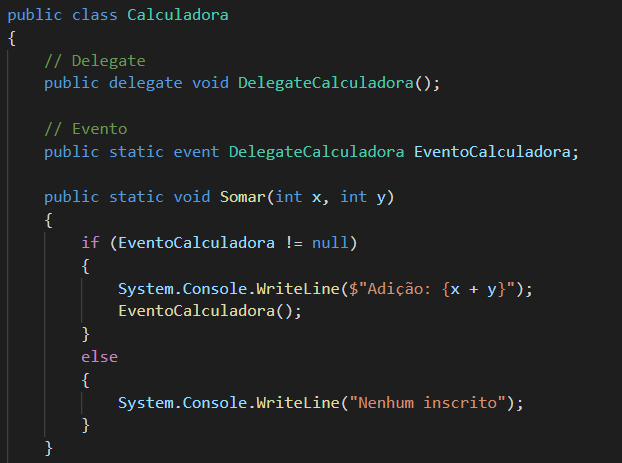 public class Calculadora
{
// Delegate
public delegate void DelegateCalculadora();
// Evento
public static event DelegateCalculadora EventoCalculadora;
public static void Somar(int x, int y)
{
if (EventoCalculadora != null)
{
System.Console.WriteLine($"Adição: {x + y}");
EventoCalculadora();
}
else
{
System.Console.WriteLine("Nenhum inscrito");
}
}